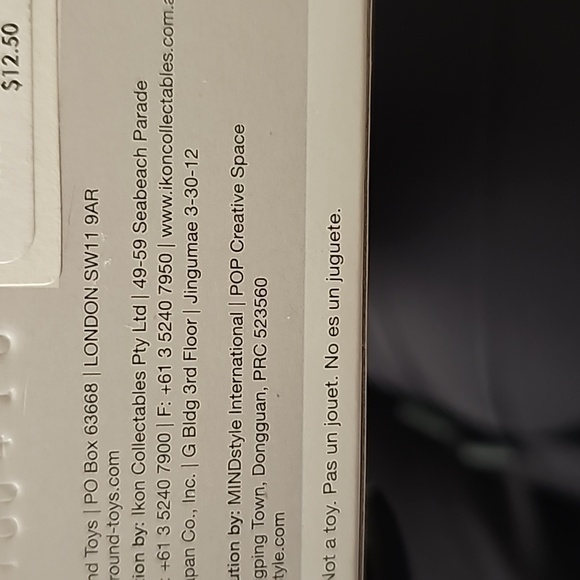 $12.50
nd Toys | PO Box 63668 | LONDON SW11 9AR
round-toys.com
tion by: Ikon Collectables Pty Ltd | 49-59 Seabeach Parade
: +61 3 5240 7900 | F: +61 3 5240 7950 | www.ikoncollectables.com.a
pan Co., Inc. | G Bldg 3rd Floor | Jingumae 3-30-12
ution by: MINDstyle International | POP Creative Space
gping Town, Dongguan, PRC 523560
tyle.com
Not a toy. Pas un jouet. No es un juguete.